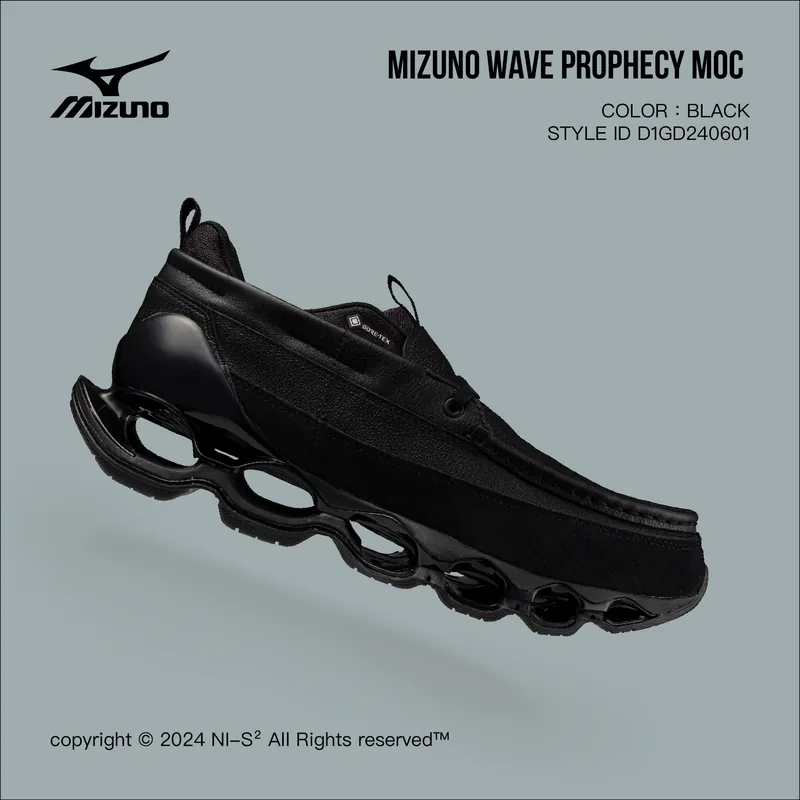 MIZUNO
MIZUNO WAVE PROPHECY MOC
COLOR : BLACK
STYLE ID D1GD240601
GORE-TEX
copyright © 2024 NI-S² All Rights reserved™